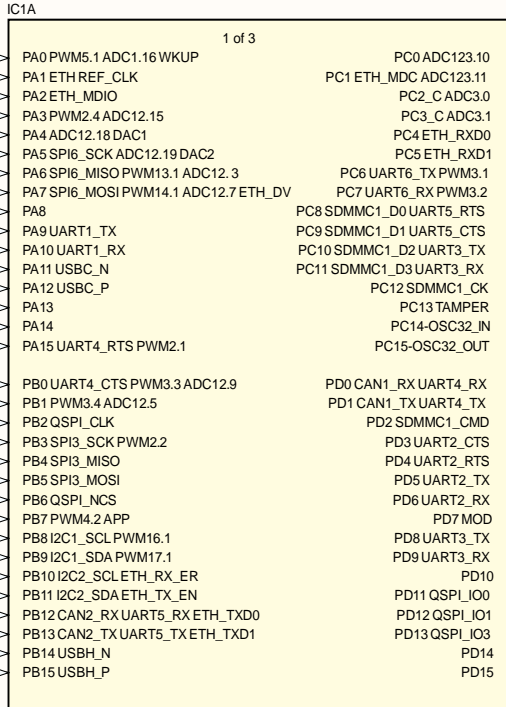 IC1A
1 of 3
PA0 PWM5.1 ADC1.16 WKUP
PA1 ETH REF_CLK
PA2 ETH_MDIO
PA3 PWM2.4 ADC12.15
PA4 ADC12.18 DAC1
PA5 SPI6_SCK ADC12.19 DAC2
PA6 SPI6_MISO PWM13.1 ADC12. 3
PA7 SPI6_MOSI PWM14.1 ADC12.7 ETH_DV
PA8
PA9 UART1_TX
PA10 UART1_RX
PA11 USBC_N
PA12 USBC_P
PA13
PA14
PA15 UART4_RTS PWM2.1
PB0 UART4_CTS PWM3.3 ADC12.9
PB1 PWM3.4 ADC12.5
PB2 QSPI_CLK
PB3 SPI3_SCK PWM2.2
PB4 SPI3_MISO
PB5 SPI3_MOSI
PB6 QSPI_NCS
PB7 PWM4.2 APP
PB8 I2C1_SCL PWM16.1
PB9 I2C1_SDA PWM17.1
PB10 I2C2_SCL ETH_RX_ER
PB11 I2C2_SDA ETH_TX_EN
PB12 CAN2_RX UART5_RX ETH_TXD0
PB13 CAN2_TX UART5_TX ETH_TXD1
PB14 USBH_N
PB15 USBH_P
PC0 ADC123.10
PC1 ETH_MDC ADC123.11
PC2_C ADC3.0
PC3_C ADC3.1
PC4 ETH_RXD0
PC5 ETH_RXD1
PC6 UART6_TX PWM3.1
PC7 UART6_RX PWM3.2
PC8 SDMMC1_D0 UART5_RTS
PC9 SDMMC1_D1 UART5_CTS
PC10 SDMMC1_D2 UART3_TX
PC11 SDMMC1_D3 UART3_RX
PC12 SDMMC1_CK
PC13 TAMPER
PC14-OSC32_IN
PC15-OSC32_OUT
PD0 CAN1_RX UART4_RX
PD1 CAN1_TX UART4_TX
PD2 SDMMC1_CMD
PD3 UART2_CTS
PD4 UART2_RTS
PD5 UART2_TX
PD6 UART2_RX
PD7 MOD
PD8 UART3_TX
PD9 UART3_RX
PD10
PD11 QSPI_IO0
PD12 QSPI_IO1
PD13 QSPI_IO3
PD14
PD15